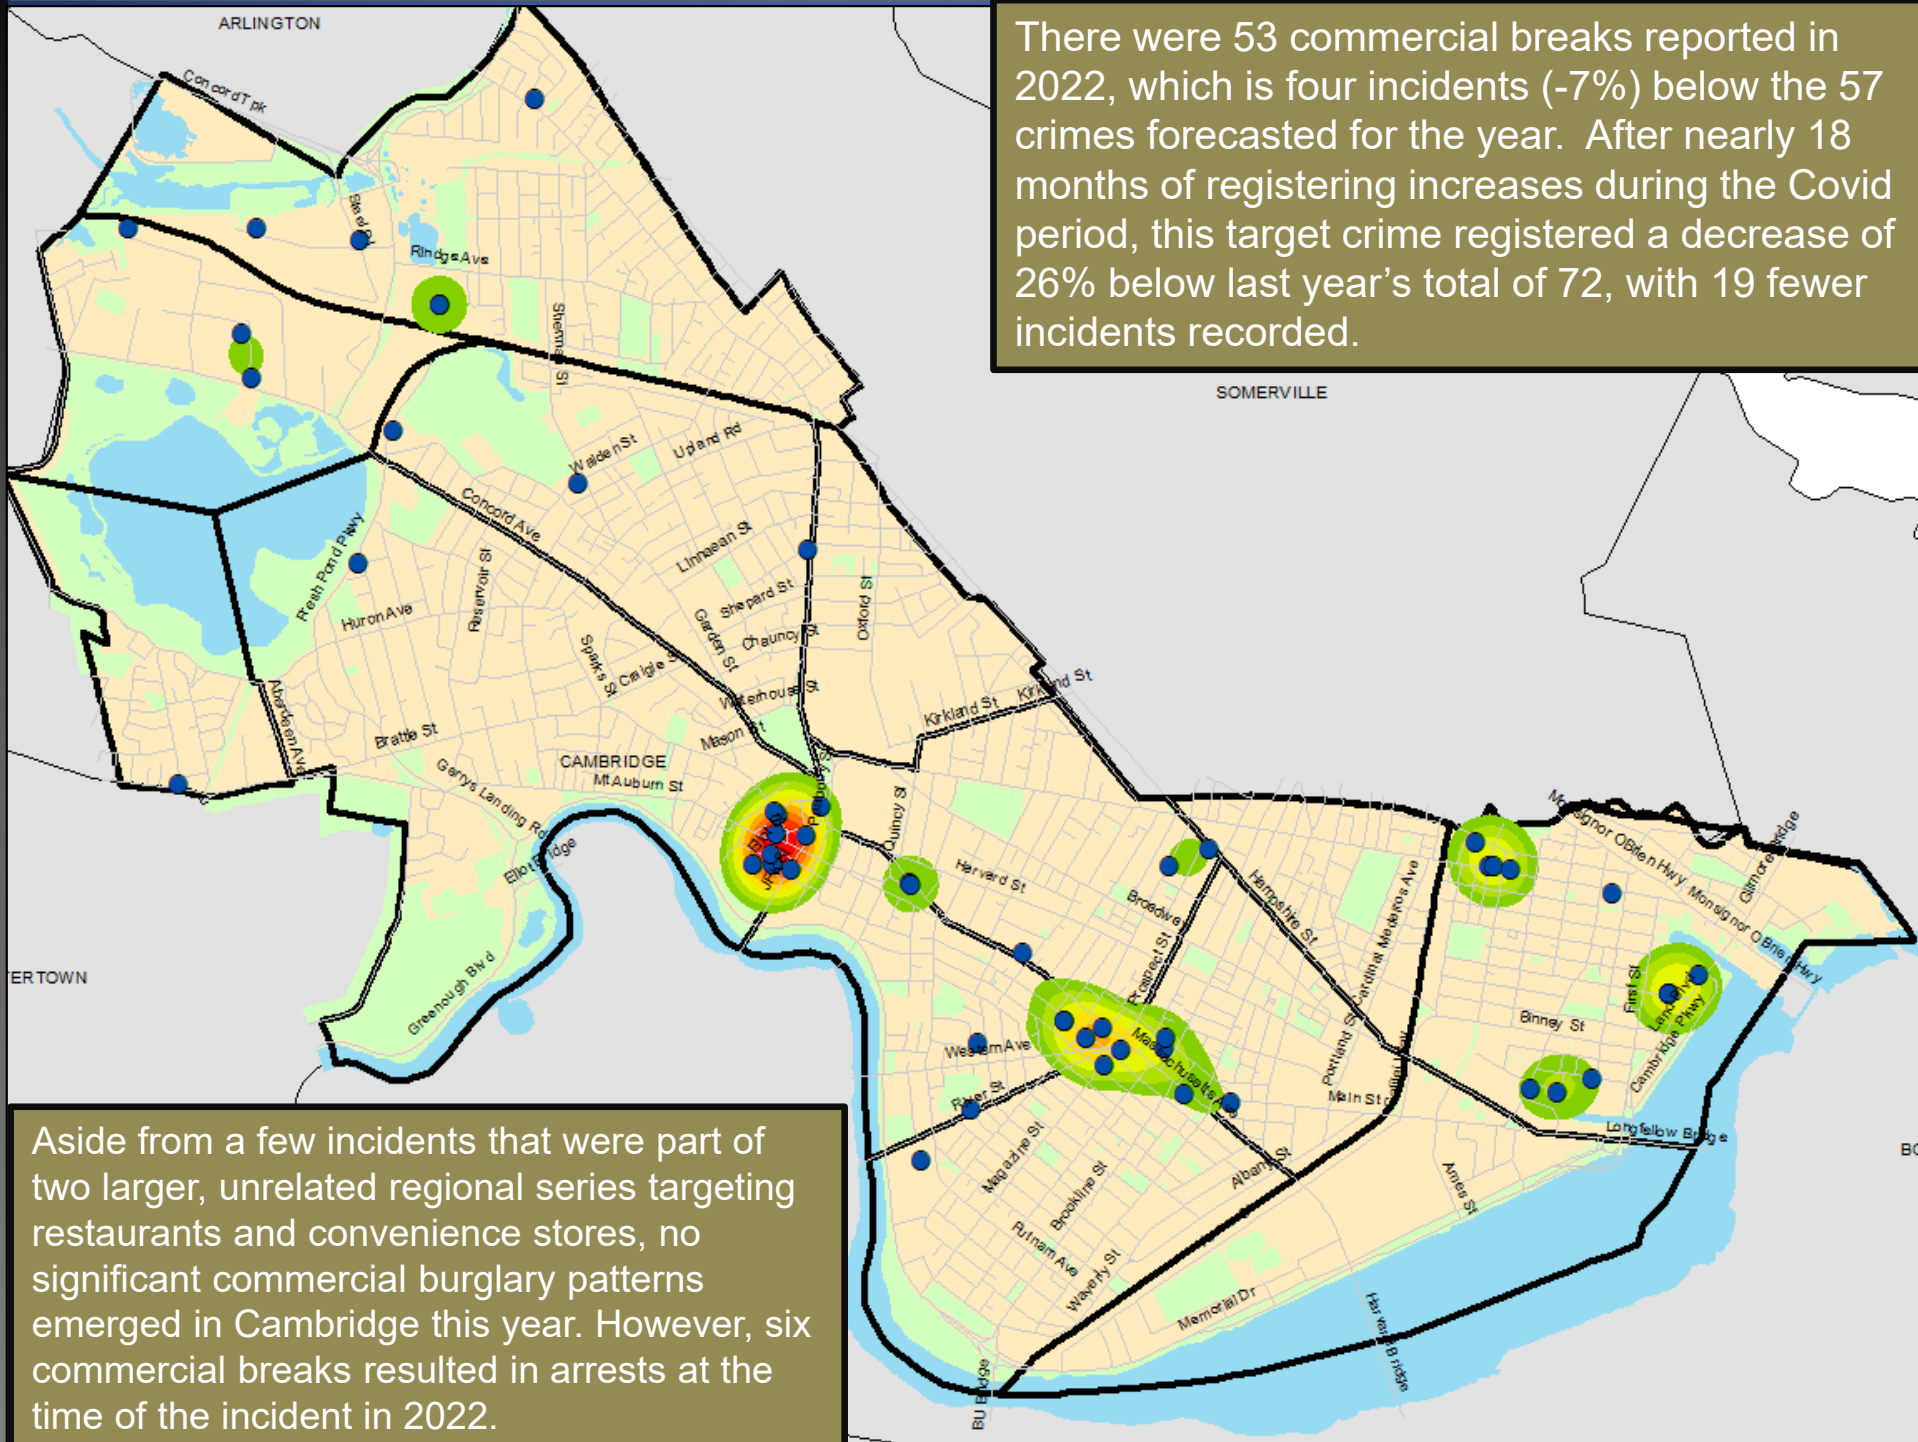 ARLINGTON
There were 53 commercial breaks reported in
2022, which is four incidents (-7%) below the 57
crimes forecasted for the year.  After nearly 18
months of registering increases during the Covid
period, this target crime registered a decrease of
26% below last year’s total of 72, with 19 fewer
incidents recorded.
Concord Tpk
Rindge Ave
Sherman St
SOMERVILLE
Walden St
Upland Rd
Concord Ave
Linnaean St
Fresh Pond Pkwy
Reservoir St
Shepard St
Oxford St
Huron Ave
Garden St
Chauncy St
Sparks St
Craigie St
Waterhouse St
Kirkland St
Kirkland St
Aberdeen Ave
Brattle St
Mason St
CAMBRIDGE
Mt Auburn St
Gerrys Landing Rd
Quincy St
Monsignor OBrien Hwy
Monsignor OBrien Hwy
Gilmore Bridge
Eliot Bridge
Harvard St
Hampshire St
Cardinal Medeiros Ave
Prospect St
ERTOWN
Greenough Blvd
First St
Land Blvd
Binney St
Cambridge Pkwy
Western Ave
Massachusetts Ave
Portland St
River St
Main St
Longfellow Bridge
Magazine St
Brookline St
Albany St
Ames St
Putnam Ave
Waverly St
Memorial Dr
Harvard Bridge
BU Bridge
Aside from a few incidents that were part of
two larger, unrelated regional series targeting
restaurants and convenience stores, no
significant commercial burglary patterns
emerged in Cambridge this year. However, six
commercial breaks resulted in arrests at the
time of the incident in 2022.